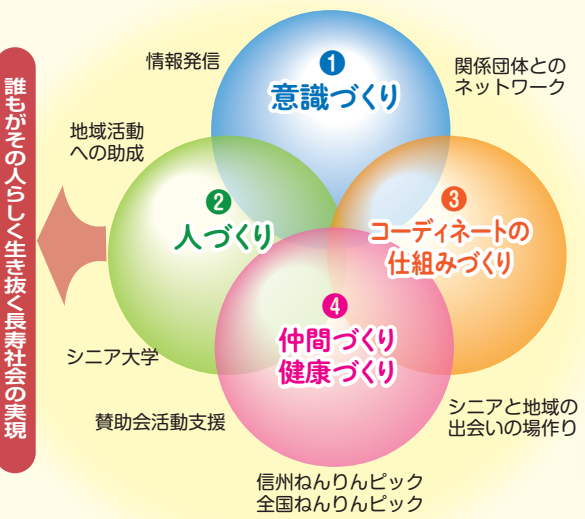 誰もがその人らしく生き抜く長寿社会の実現
情報発信
❶
意識づくり
関係団体との
ネットワーク
地域活動
への助成
❷
人づくり
❸
コーディネートの
仕組みづくり
❹
仲間づくり
健康づくり
シニア大学
賛助会活動支援
シニアと地域の
出会いの場作り
信州ねんりんピック
全国ねんりんピック